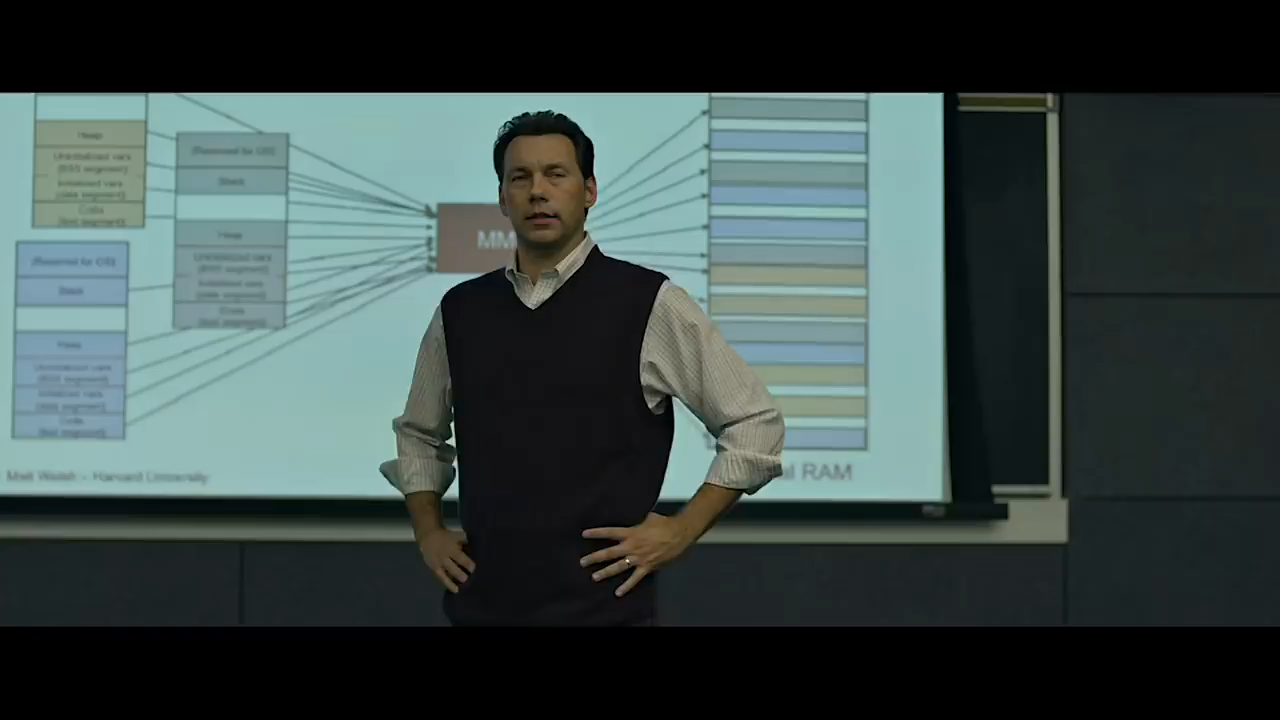 Heap
Uninitialized vars
(BSS segment)
Initialized vars
(data segment)
Code
(text segment)
(Reserved for OS)
Stack
Heap
Uninitialized vars
(BSS segment)
Initialized vars
(data segment)
Code
(text segment)
(Reserved for OS)
Stack
Heap
Uninitialized vars
(BSS segment)
Initialized vars
(data segment)
Code
(text segment)
MM
Matt Welsh – Harvard University
RAM